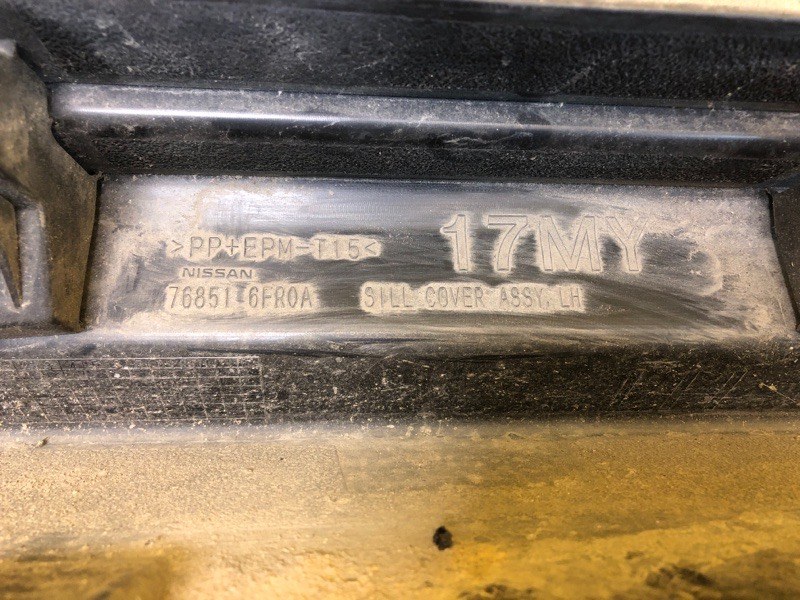 >PP+EPM-T15<
17MY
NISSAN
76851 6FR0A
SILL COVER ASSY,LH